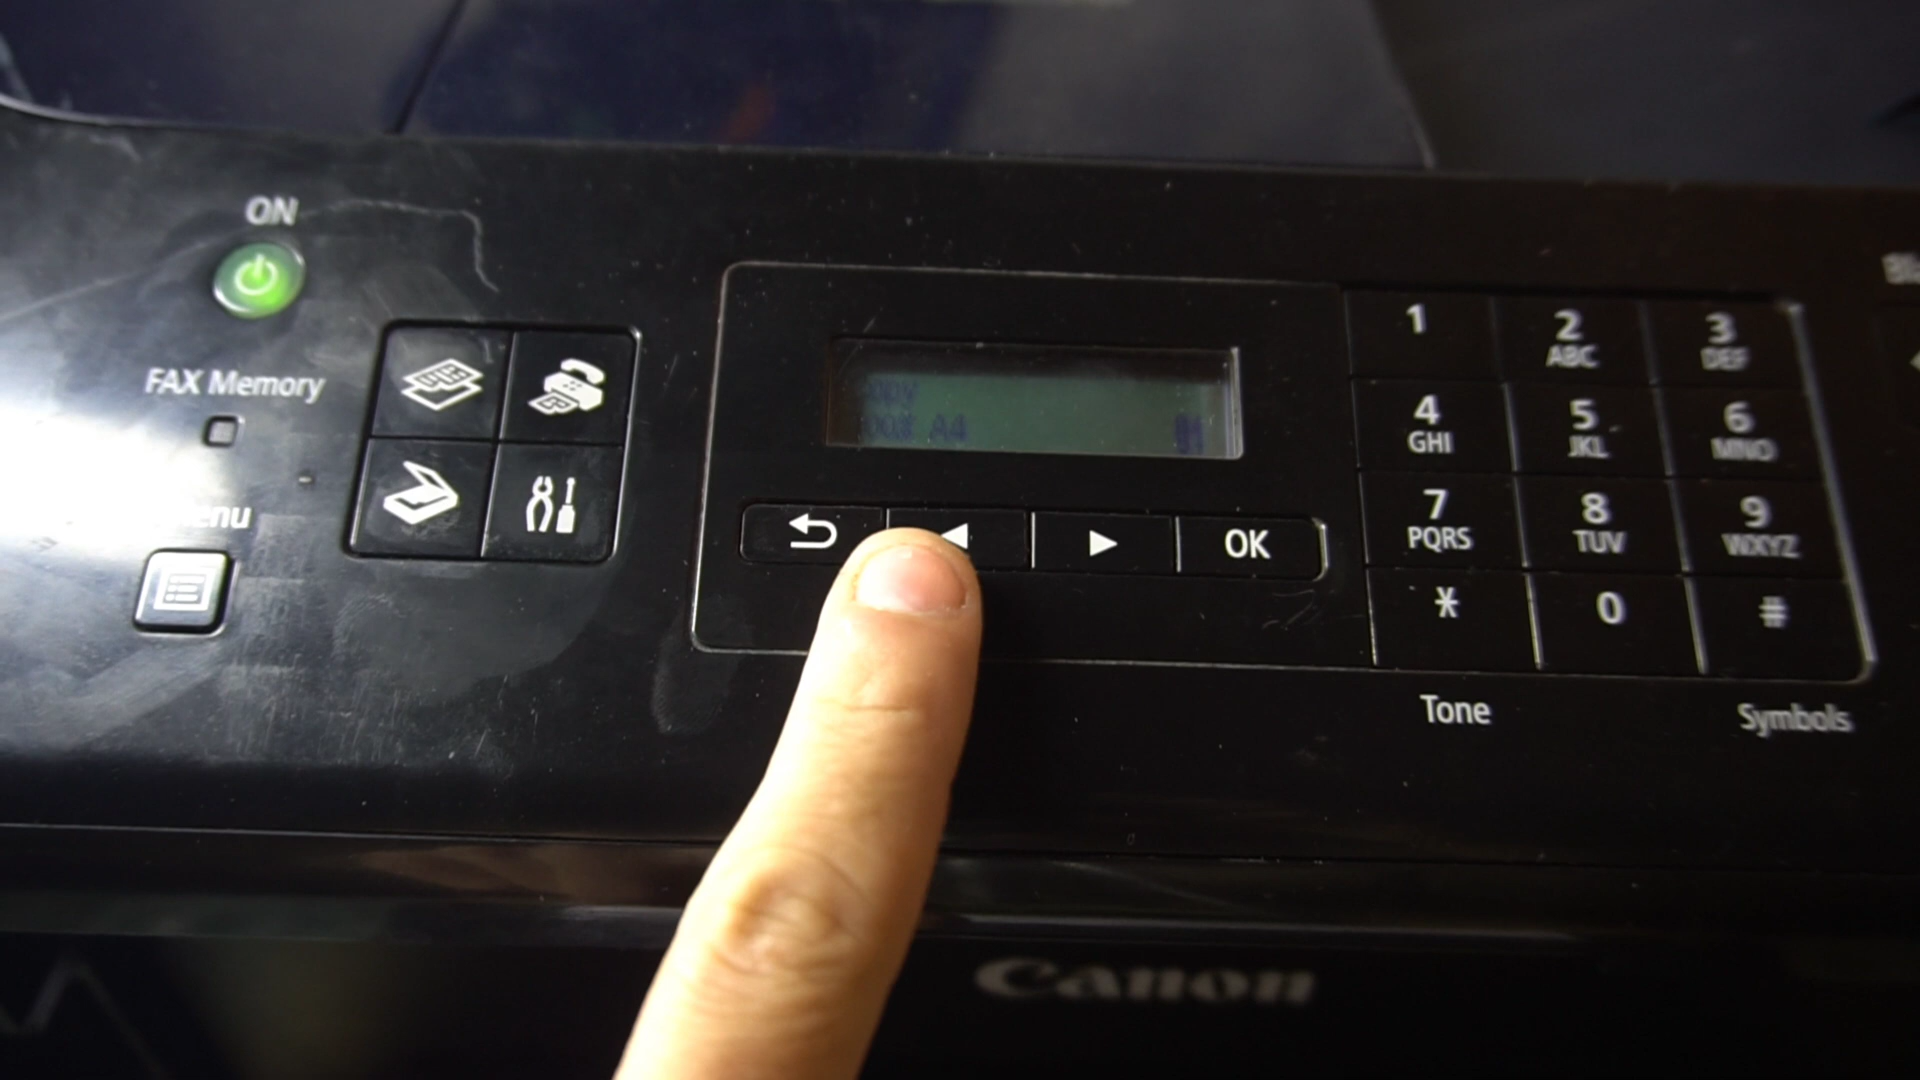 ON
FAX Memory
A4
OK
1
2
ABC
3
DEF
4
GHI
5
JKL
6
MNO
7
PQRS
8
TUV
9
WXYZ
*
0
#
Tone
Symbols
Canon